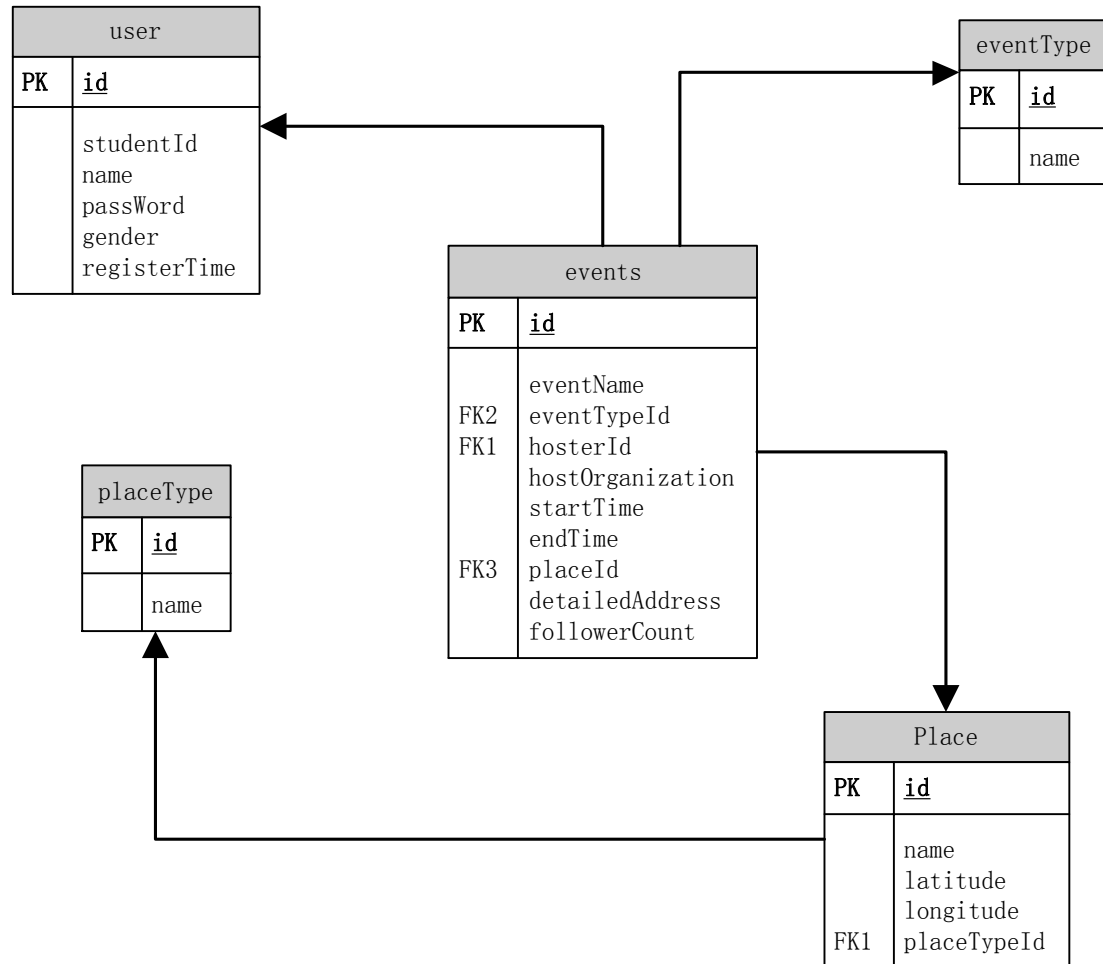 user
PK id
studentId
name
passWord
gender
registerTime
eventType
PK id
name
events
PK id
eventName
FK2 eventTypeId
FK1 hosterId
hostOrganization
startTime
endTime
FK3 placeId
detailedAddress
followerCount
placeType
PK id
name
Place
PK id
name
latitude
longitude
FK1 placeTypeId